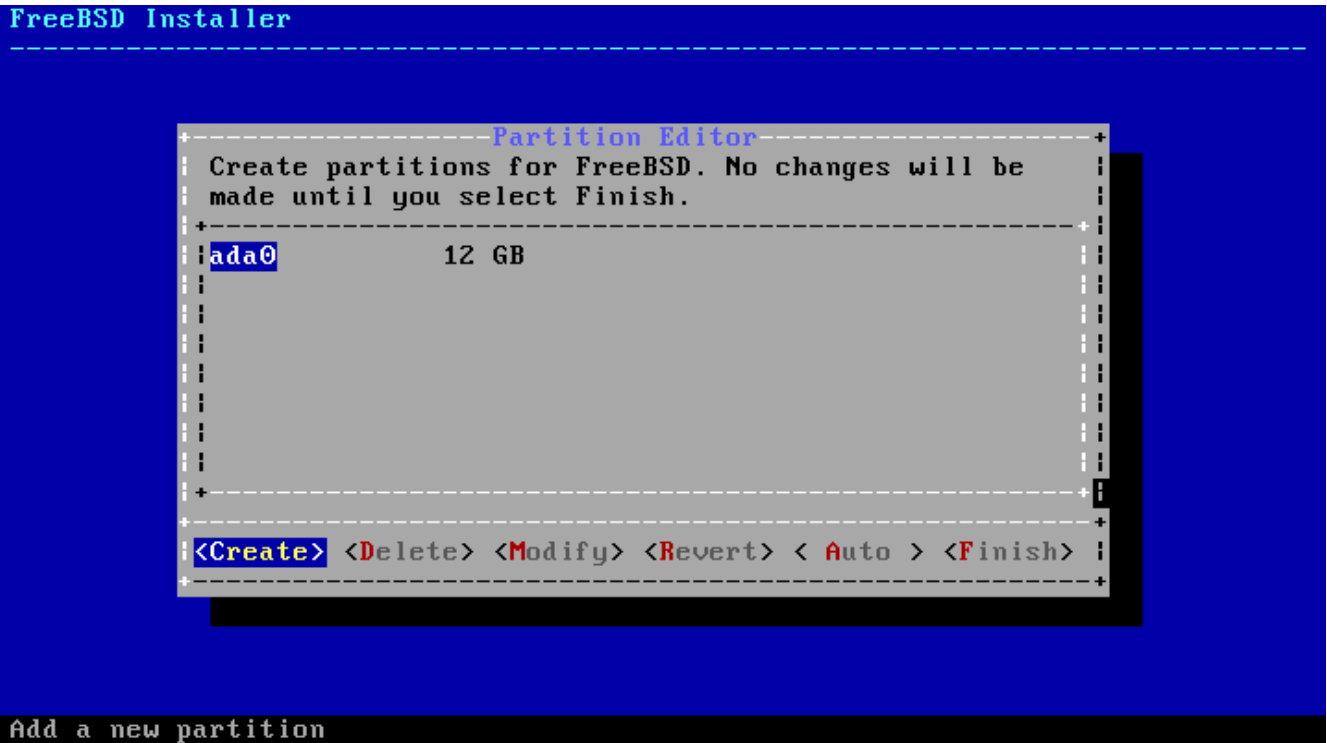 FreeBSD Installer
Partition Editor
Create partitions for FreeBSD. No changes will be
made until you select Finish.
ada0 12 GB
<Create> <Delete> <Modify> <Revert> < Auto > <Finish>
Add a new partition